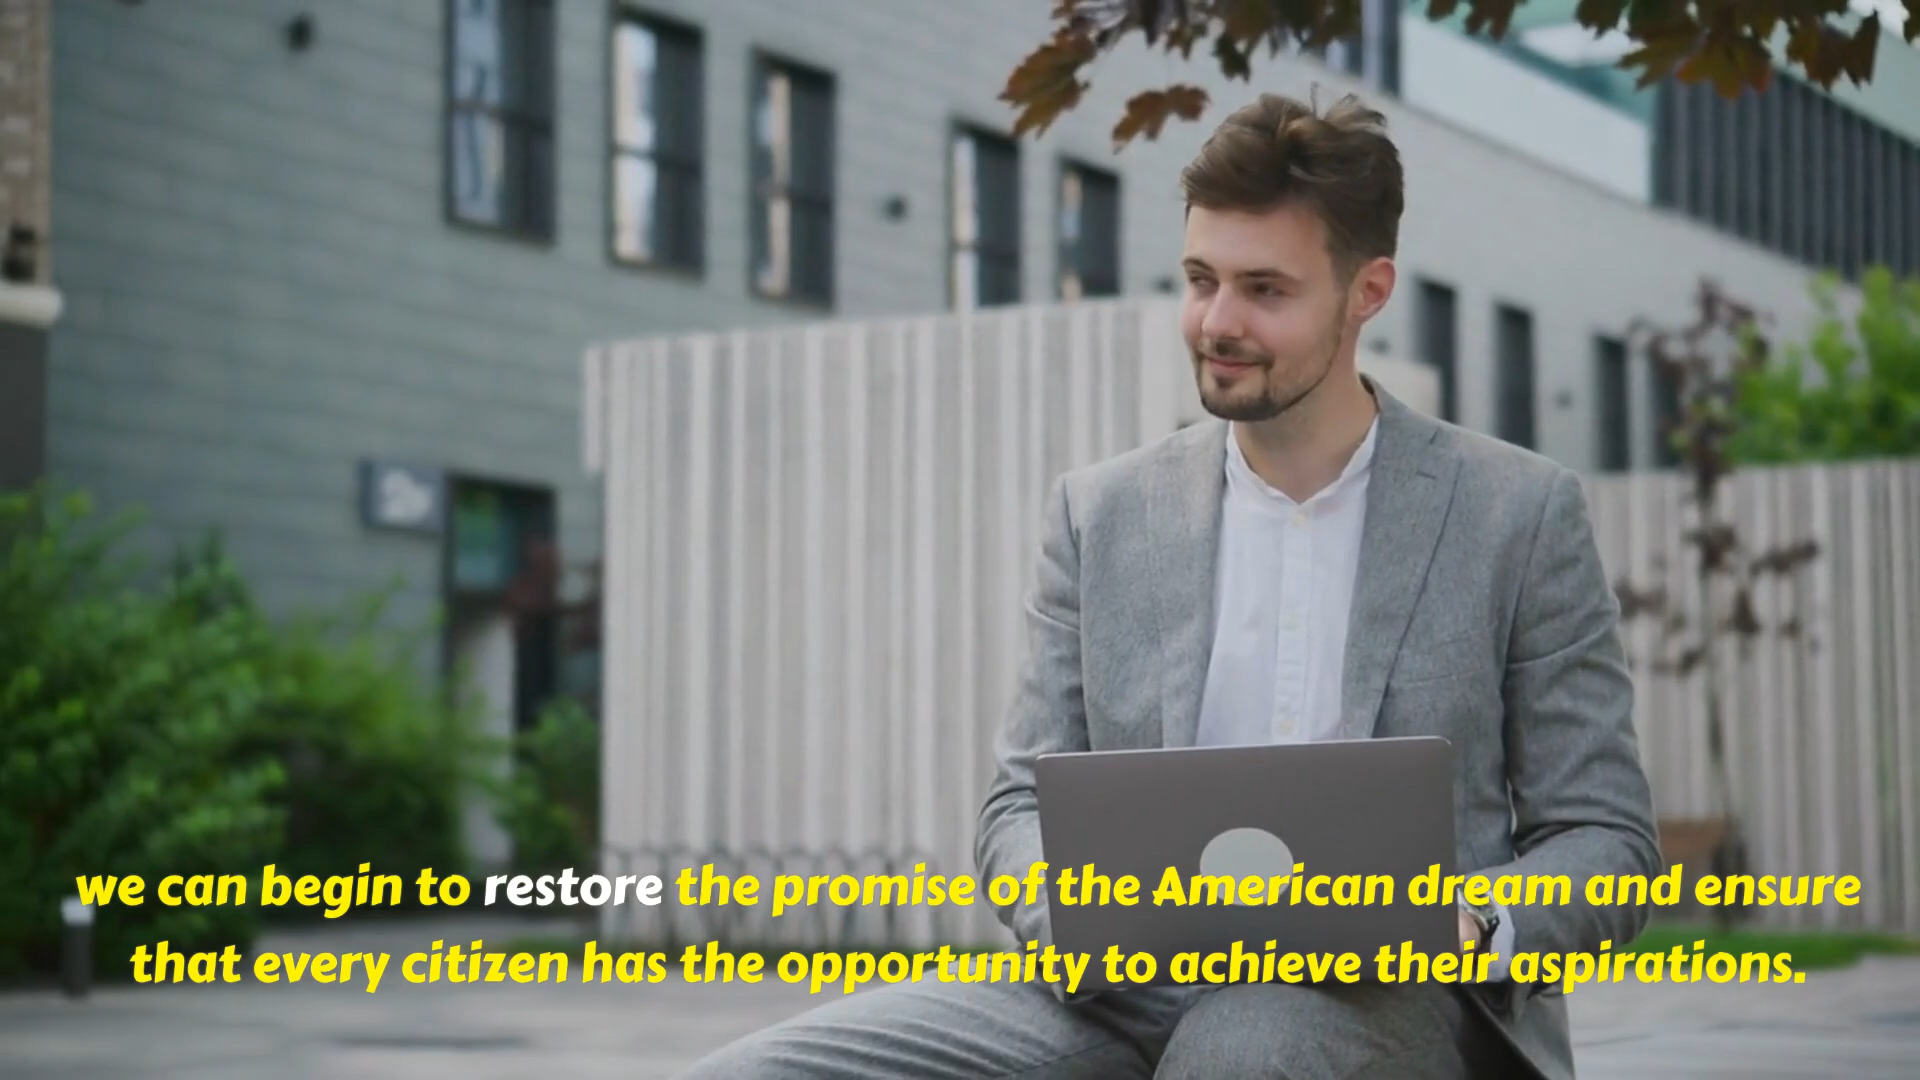 we can begin to restore the promise of the American dream and ensure
that every citizen has the opportunity to achieve their aspirations.